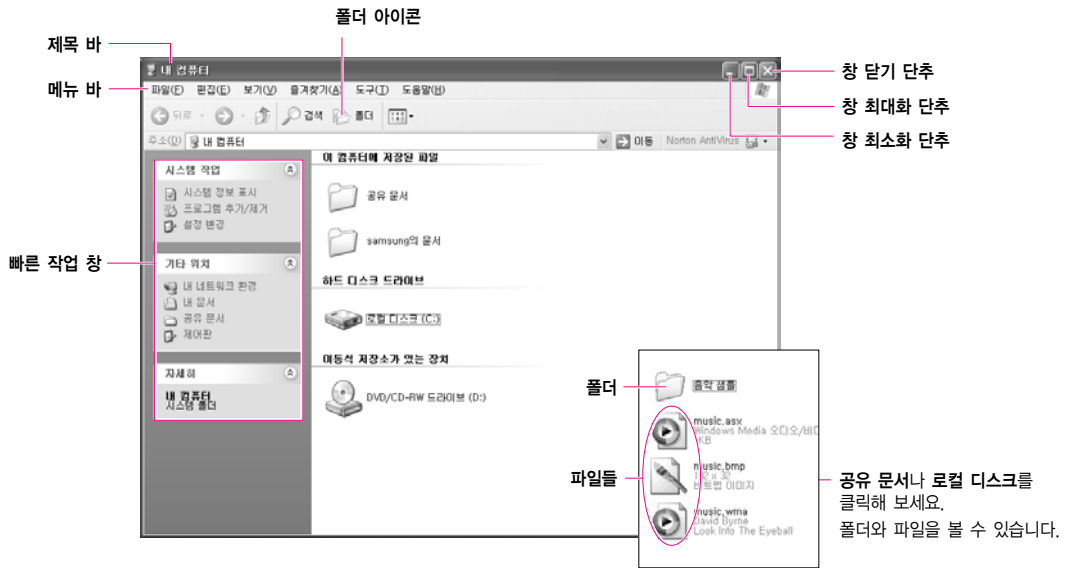 폴더 아이콘
제목 바
내 컴퓨터
창 닫기 단추
메뉴 바
파일(F) 편집(E) 보기(V) 즐겨찾기(A) 도구(T) 도움말(H)
창 최대화 단추
뒤로 검색 폴더
창 최소화 단추
주소(D) 내 컴퓨터 이동 Norton AntiVirus
시스템 작업
시스템 정보 표시
프로그램 추가/제거
설정 변경
이 컴퓨터에 저장된 파일
공유 문서
samsung의 문서
빠른 작업 창
기타 위치
내 네트워크 환경
내 문서
공유 문서
제어판
하드 디스크 드라이브
로컬 디스크 (C:)
이동식 저장소가 있는 장치
DVD/CD-RW 드라이브 (D:)
자세히
내 컴퓨터
시스템 폴더
폴더
음악 샘플
music.asx
Windows Media 오디오/비디
KB
파일들
music.bmp
x 32
비트맵 이미지
music.wma
David Byrne
Look Into The Eyeball
공유 문서나 로컬 디스크를
클릭해 보세요.
폴더와 파일을 볼 수 있습니다.